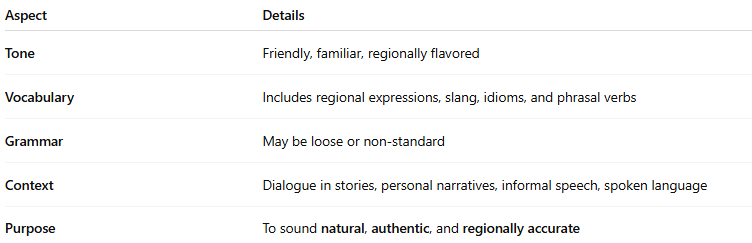 Aspect Details
Tone Friendly, familiar, regionally flavored
Vocabulary Includes regional expressions, slang, idioms, and phrasal verbs
Grammar May be loose or non-standard
Context Dialogue in stories, personal narratives, informal speech, spoken language
Purpose To sound natural, authentic, and regionally accurate